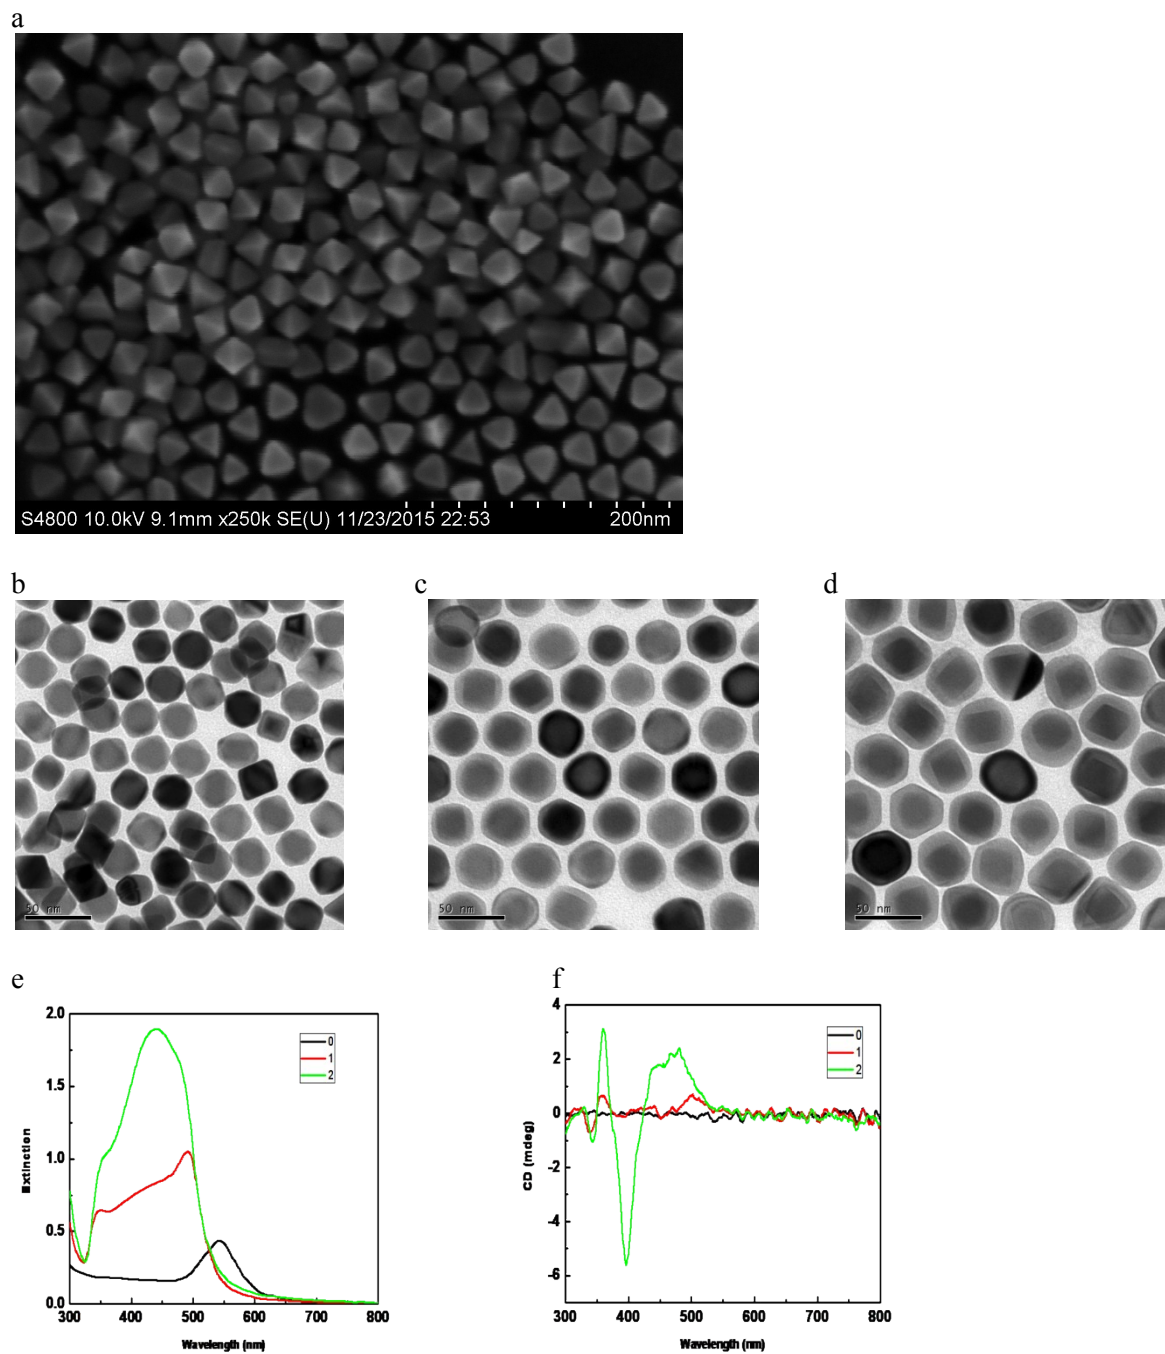 a
S4800 10.0kV 9.1mm x250k SE(U) 11/23/2015 22:53 200nm
b c d
50 nm 50 nm 50 nm
e f
2.0
1.5
1.0
0.5
0.0
300 400 500 600 700 800
Extinction
Wavelength (nm)
0
1
2
4
2
0
-2
-4
-6
300 400 500 600 700 800
CD (mdeg)
Wavelength (nm)
0
1
2